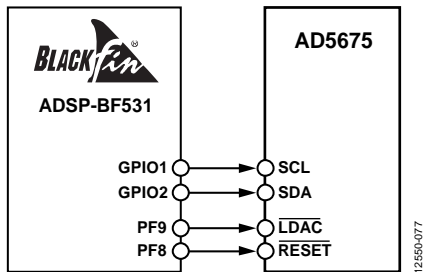 BLACKfin®
ADSP-BF531
AD5675
GPIO1 SCL
GPIO2 SDA
PF9 LDAC
PF8 RESET
12550-077